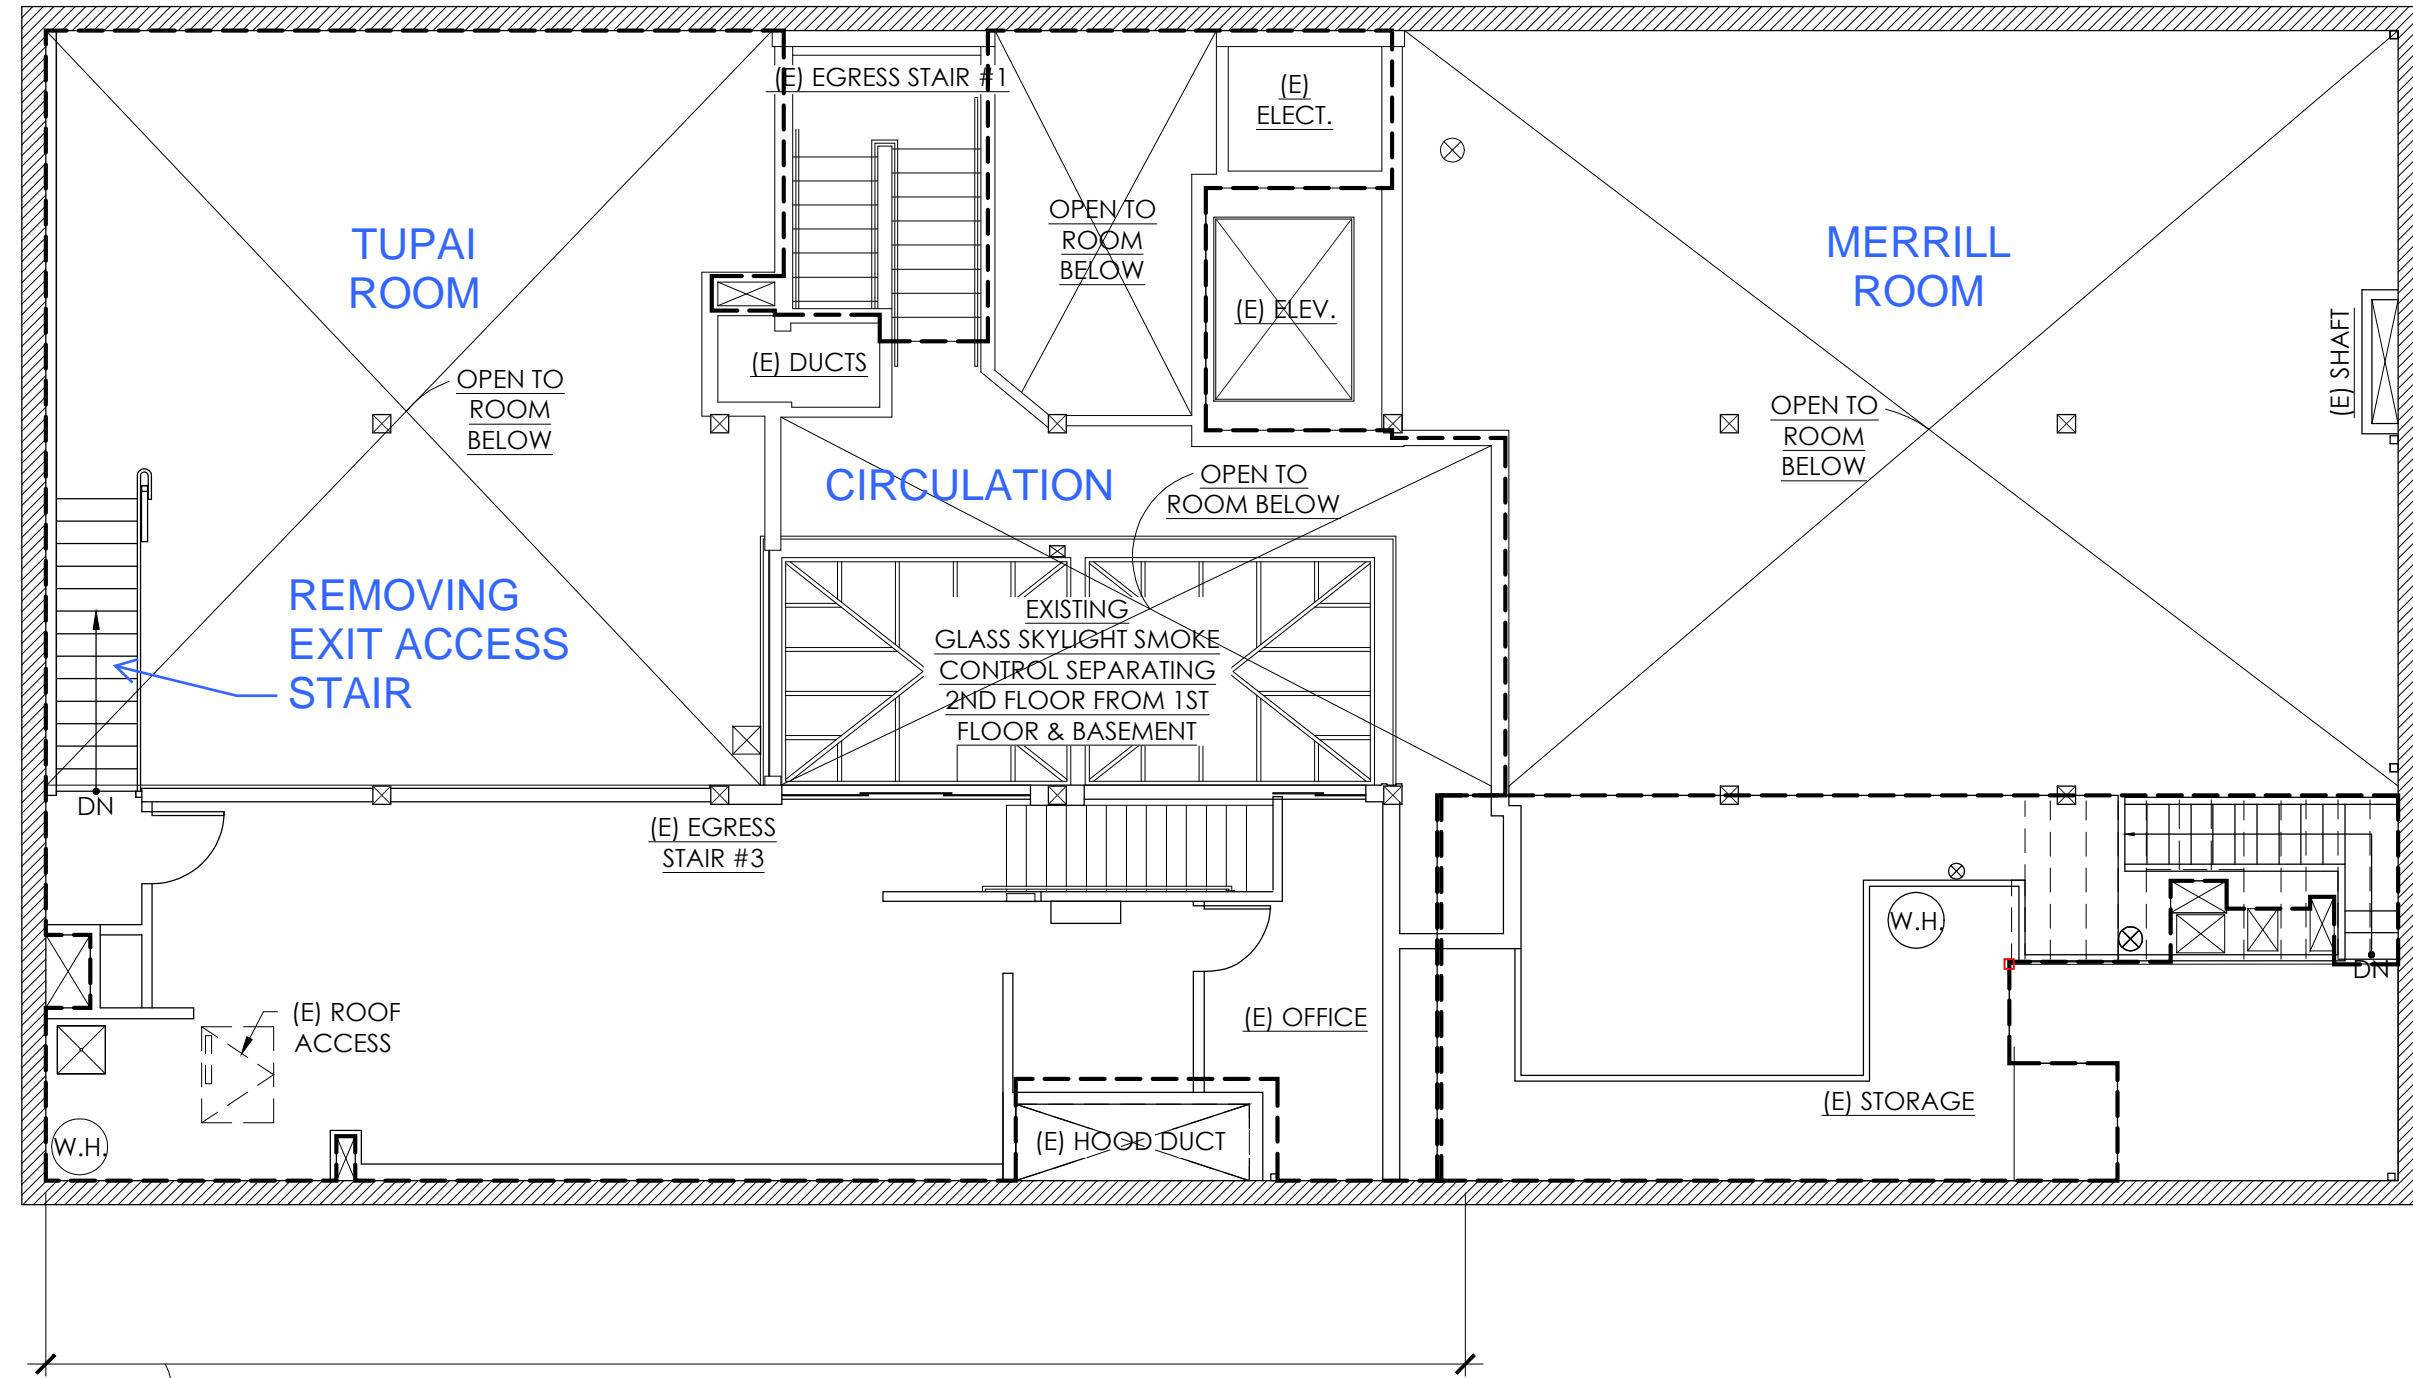 (E) EGRESS STAIR #1
(E)
ELECT.
TUPAI
ROOM
OPEN TO
ROOM
BELOW
MERRILL
ROOM
(E) ELEV.
(E) SHAFT
(E) DUCTS
OPEN TO
ROOM
BELOW
OPEN TO
ROOM
BELOW
CIRCULATION
OPEN TO
ROOM BELOW
REMOVING
EXIT ACCESS
STAIR
EXISTING
GLASS SKYLIGHT SMOKE
CONTROL SEPARATING
2ND FLOOR FROM 1ST
FLOOR & BASEMENT
DN
(E) EGRESS
STAIR #3
W.H.
DN
(E) ROOF
ACCESS
(E) OFFICE
(E) STORAGE
W.H.
(E) HOOD DUCT